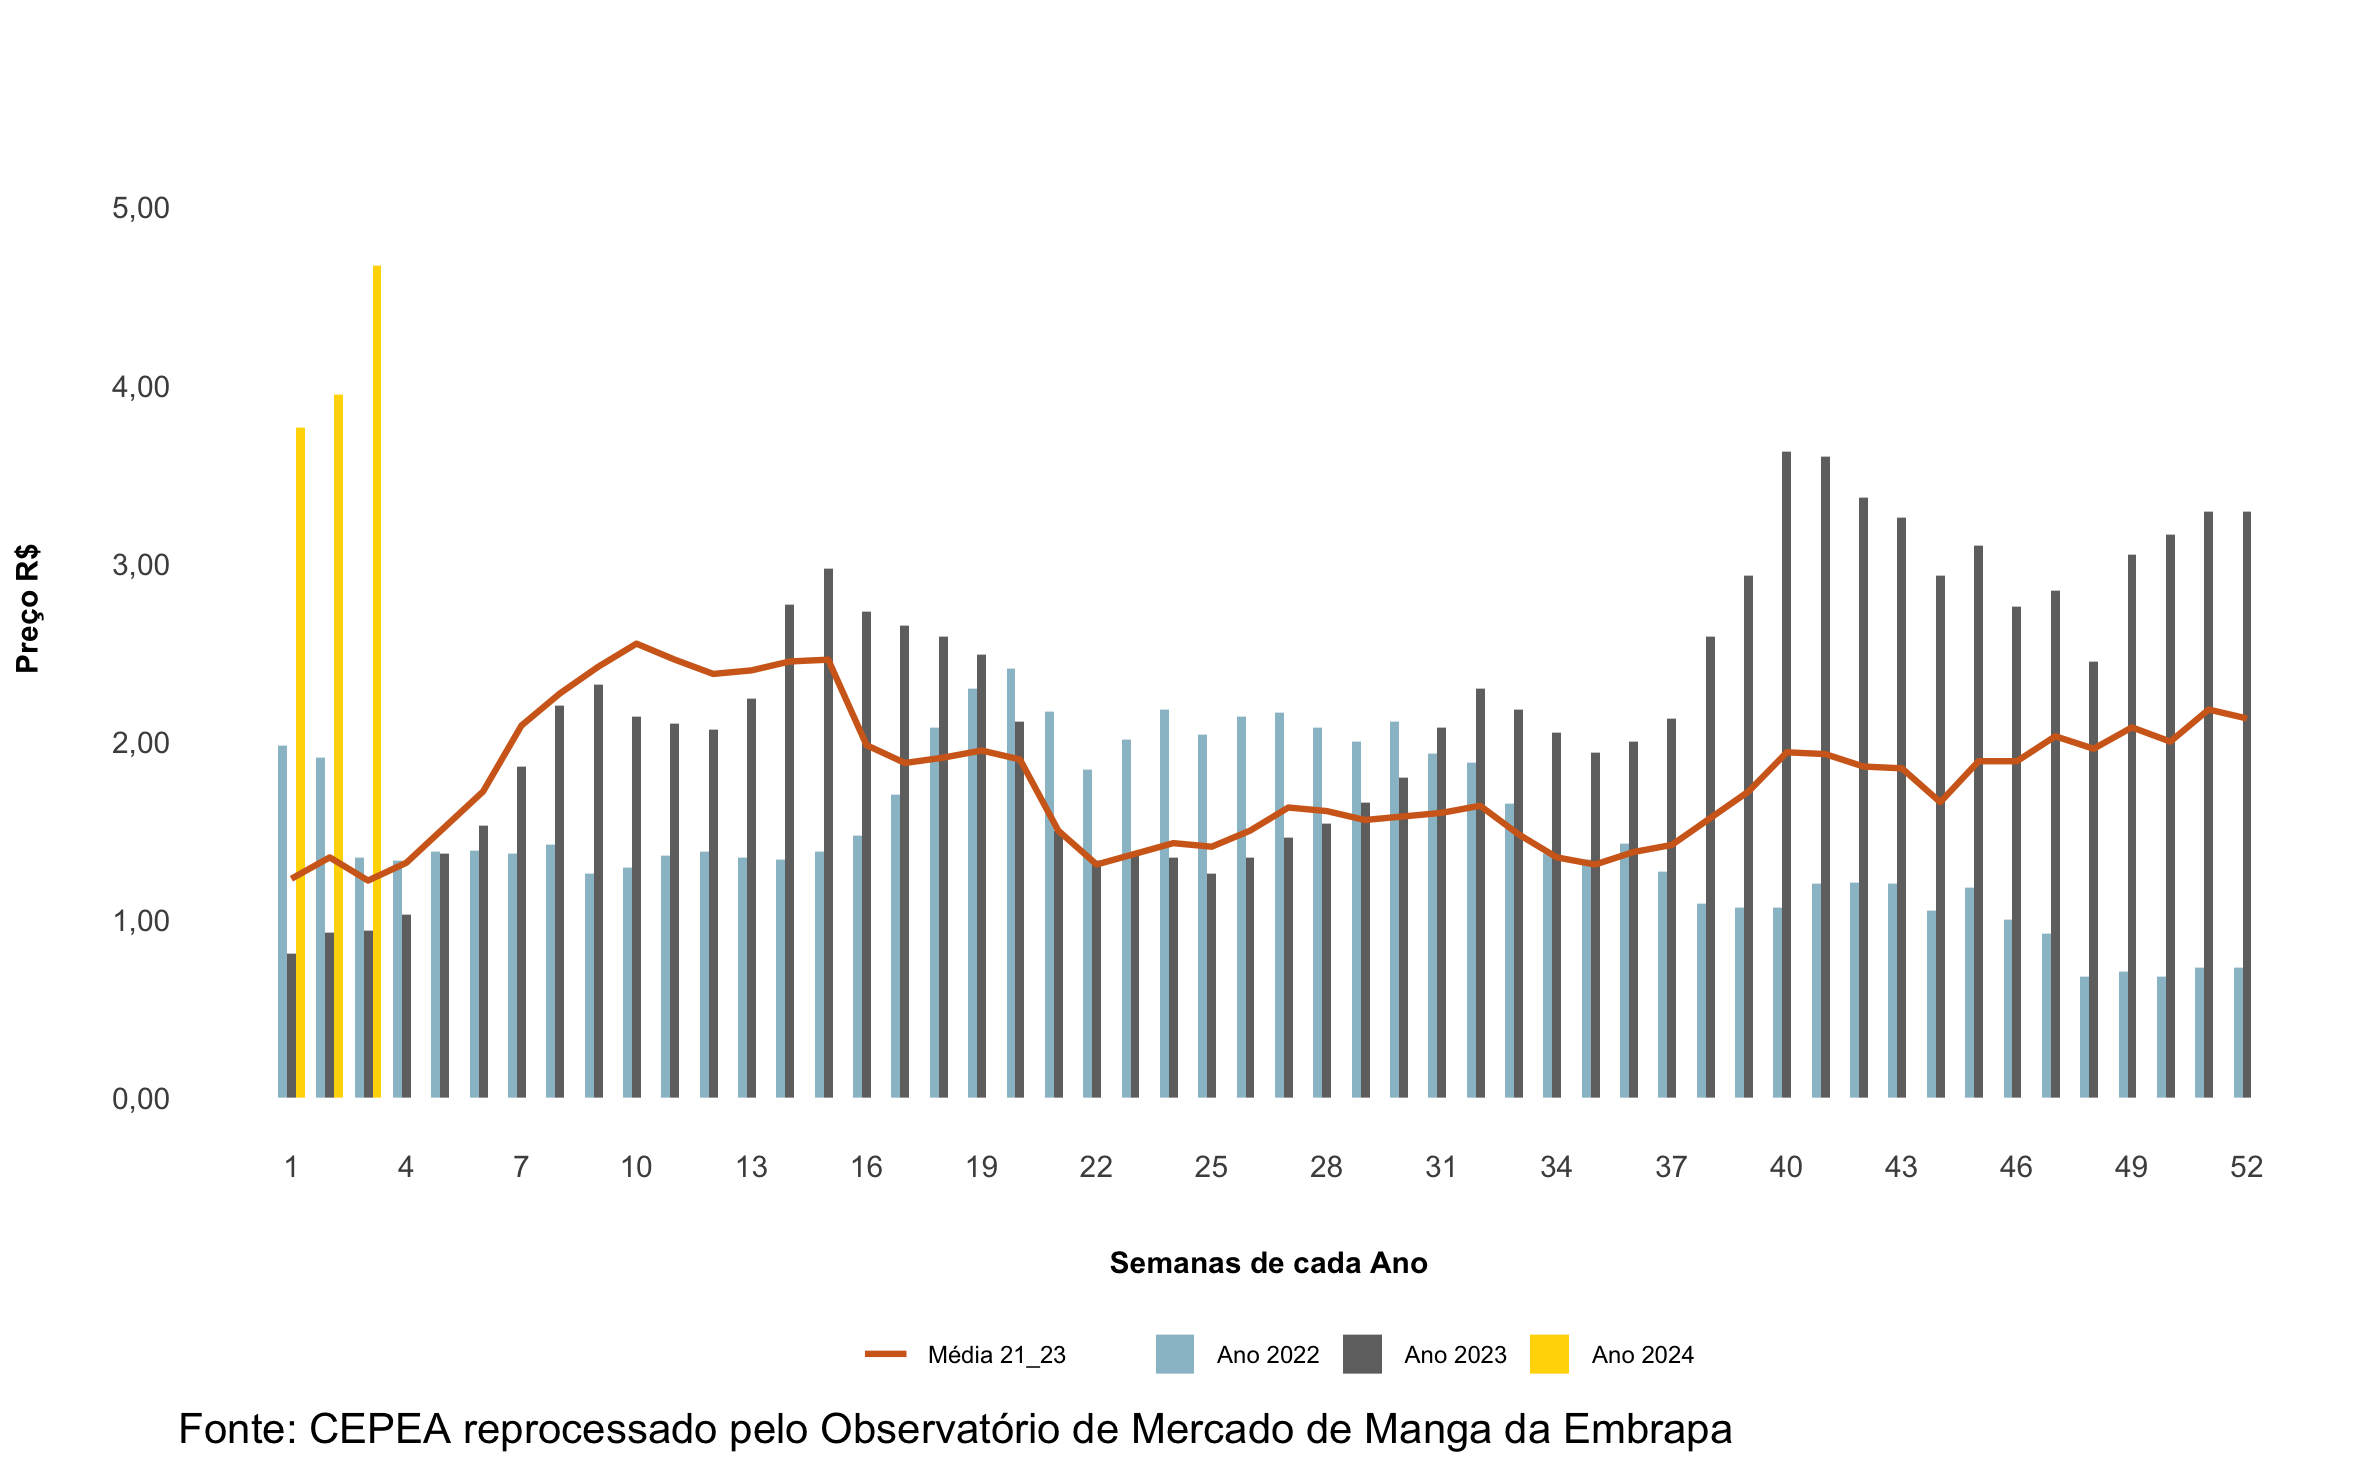 5,00
4,00
3,00
2,00
1,00
0,00
Preço R$
1 4 7 10 13 16 19 22 25 28 31 34 37 40 43 46 49 52
Semanas de cada Ano
Média 21_23 Ano 2022 Ano 2023 Ano 2024
Fonte: CEPEA reprocessado pelo Observatório de Mercado de Manga da Embrapa